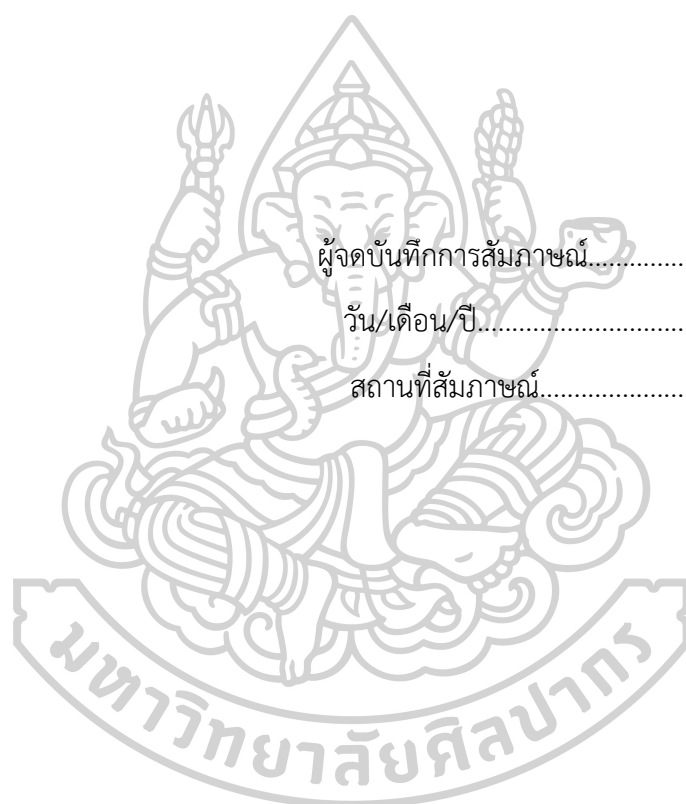 ผู้จดบันทึกการสัมภาษณ์..............
วัน/เดือน/ปี.............................
สถานที่สัมภาษณ์....................
มหาวิทยาลัยศิลปากร